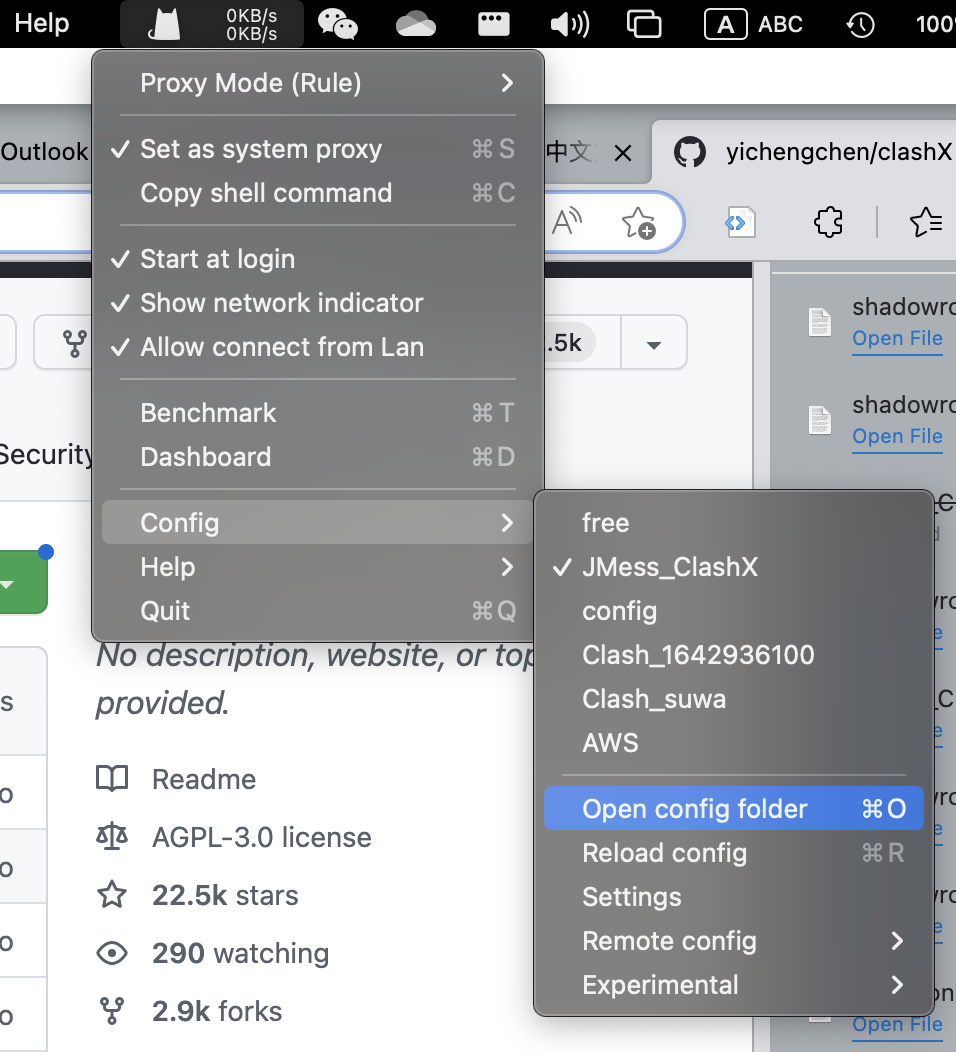 Help
0KB/s
0KB/s
A ABC
100
Outlook
中文
yichengchen/clashX
Proxy Mode (Rule)
Set as system proxy ⌘S
Copy shell command ⌘C
Start at login
Show network indicator
Allow connect from Lan
Benchmark ⌘T
Dashboard ⌘D
Config
Help
Quit ⌘Q
free
JMess_ClashX
config
Clash_1642936100
Clash_suwa
AWS
Open config folder ⌘O
Reload config ⌘R
Settings
Remote config
Experimental
.5k
Security
No description, website, or top
provided.
Readme
AGPL-3.0 license
22.5k stars
290 watching
2.9k forks
shadowro
Open File
shadowro
Open File
Open File